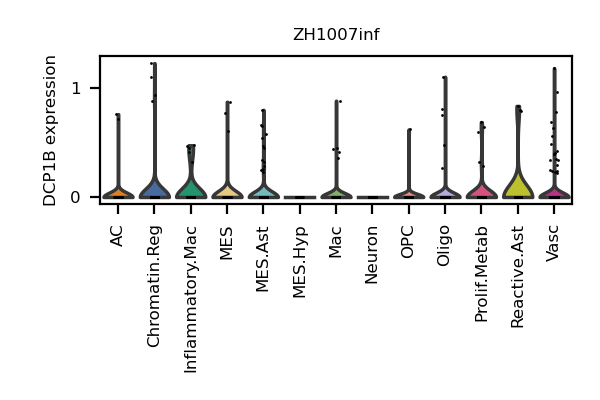 ZH1007inf
DCP1B expression
1
0
AC
Chromatin.Reg
Inflammatory.Mac
MES
MES.Ast
MES.Hyp
Mac
Neuron
OPC
Oligo
Prolif.Metab
Reactive.Ast
Vasc